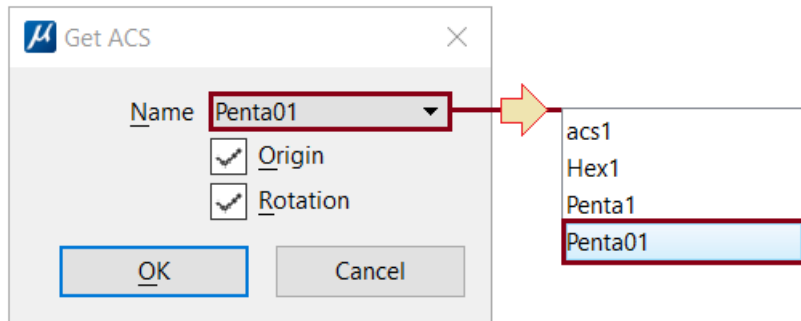 Get ACS
Name Penta01
Origin
Rotation
OK Cancel
acs1
Hex1
Penta1
Penta01